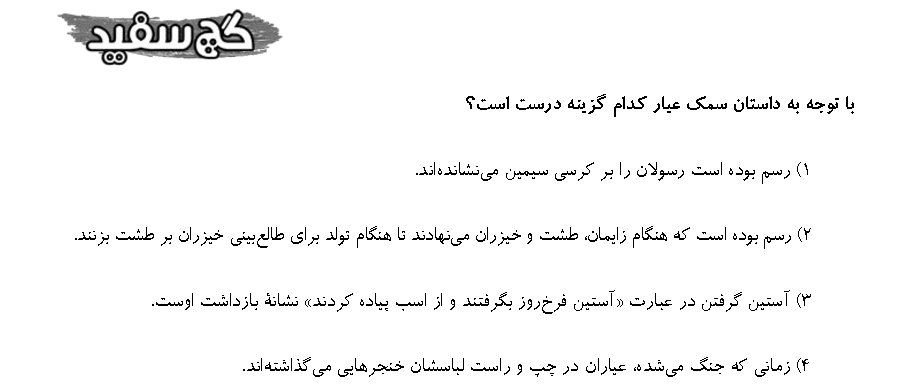 گچ سفید
با توجه به داستان سمک عیار کدام گزینه درست است؟
۱) رسم بوده است رسولان را بر کرسی سیمین می‌نشانده‌اند.
۲) رسم بوده است که هنگام زایمان، طشت و خیزران می‌نهادند تا هنگام تولد برای طالع‌بینی خیزران بر طشت بزنند.
۳) آستین گرفتن در عبارت «آستین فرخ‌روز بگرفتند و از اسب پیاده کردند» نشانهٔ بازداشت اوست.
۴) زمانی که جنگ می‌شده، عیاران در چپ و راست لباسشان خنجرهایی می‌گذاشته‌اند.